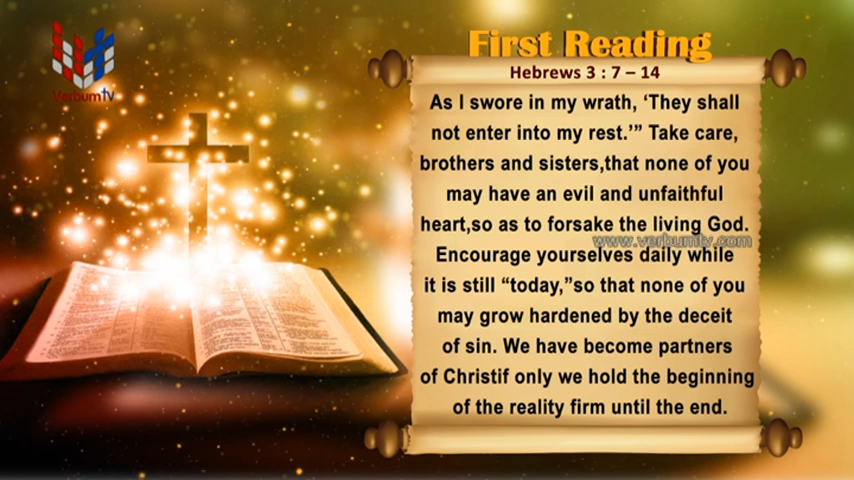 VerbumTV
First Reading
Hebrews 3 : 7 – 14
As I swore in my wrath, ‘They shall
not enter into my rest.’” Take care,
brothers and sisters,that none of you
may have an evil and unfaithful
heart,so as to forsake the living God.
www.verbumtv.com
Encourage yourselves daily while
it is still “today,”so that none of you
may grow hardened by the deceit
of sin. We have become partners
of Christif only we hold the beginning
of the reality firm until the end.